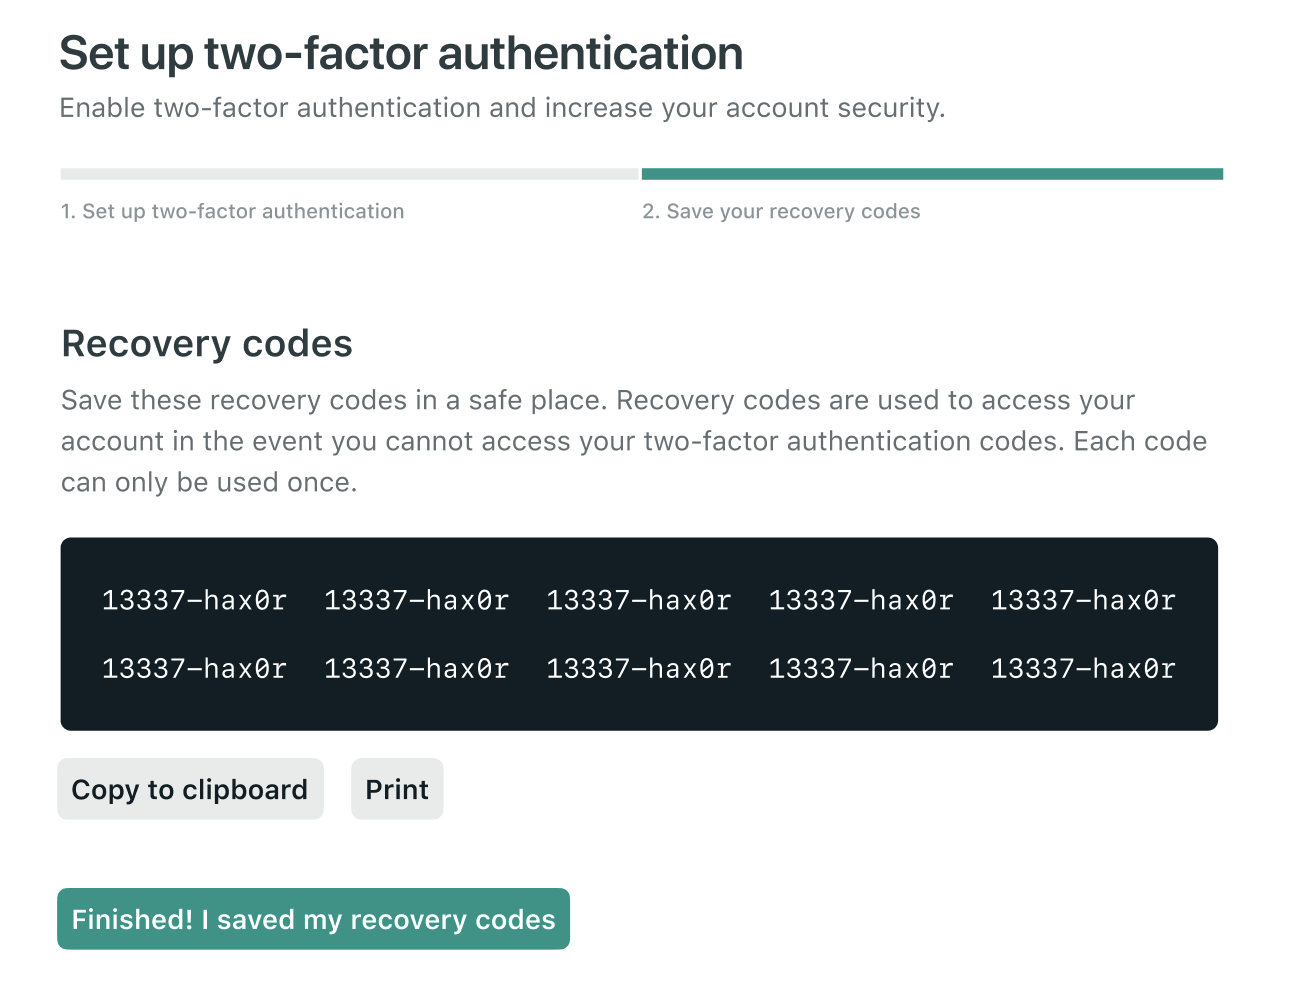 Set up two-factor authentication
Enable two-factor authentication and increase your account security.
1. Set up two-factor authentication
2. Save your recovery codes
Recovery codes
Save these recovery codes in a safe place. Recovery codes are used to access your
account in the event you cannot access your two-factor authentication codes. Each code
can only be used once.
13337-hax0r 13337-hax0r 13337-hax0r 13337-hax0r 13337-hax0r
13337-hax0r 13337-hax0r 13337-hax0r 13337-hax0r 13337-hax0r
Copy to clipboard
Print
Finished! I saved my recovery codes